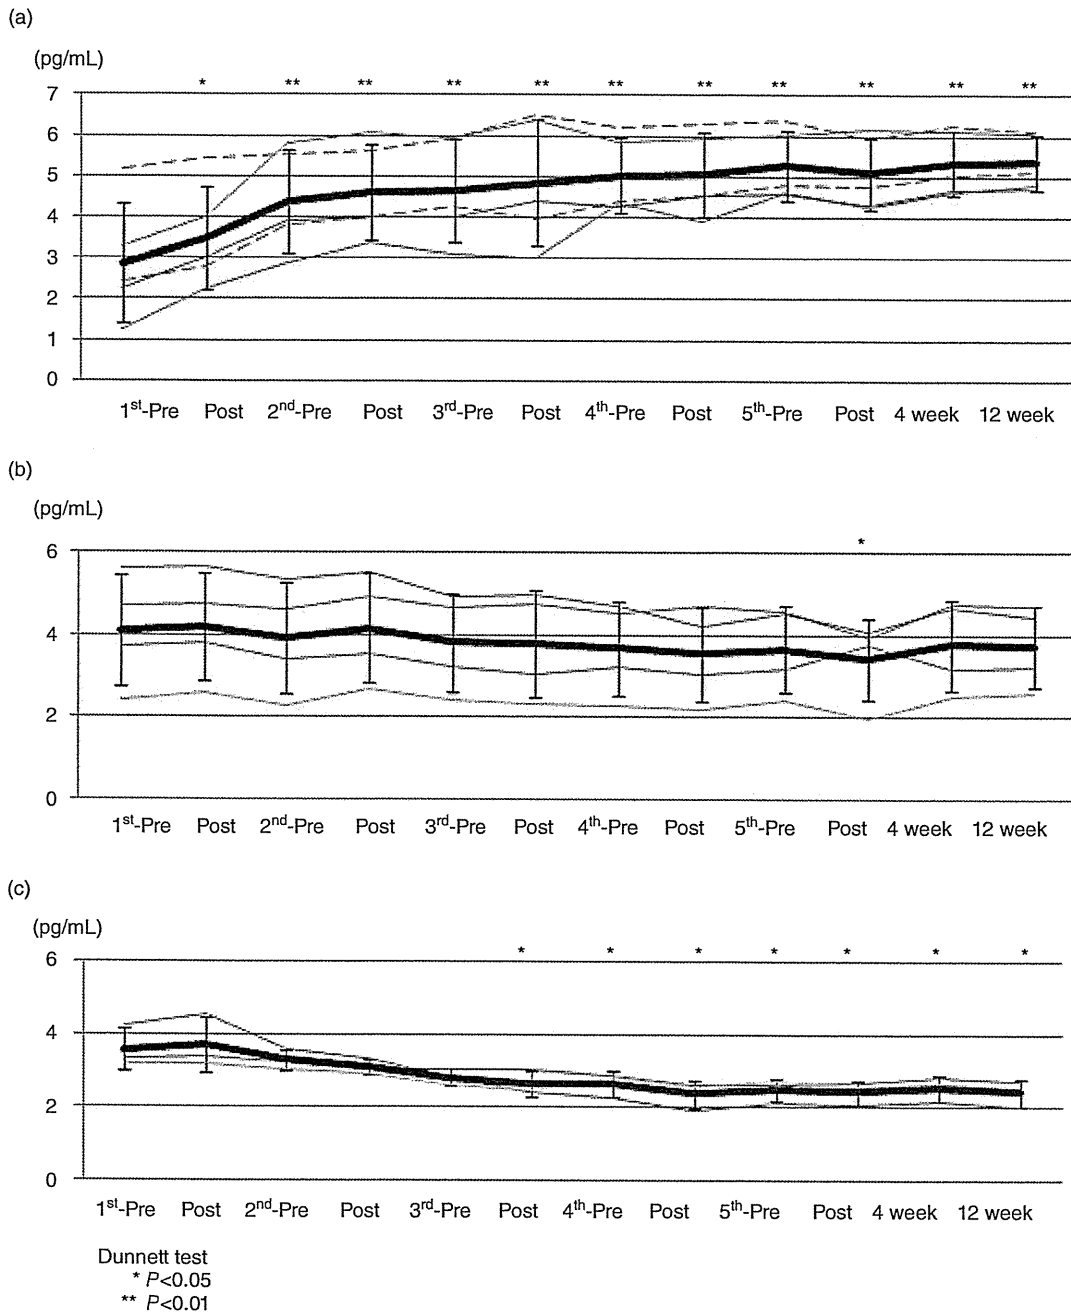 (a)
(pg/mL)
* ** ** ** ** ** ** ** ** ** **
7
6
5
4
3
2
1
0
1st-Pre Post 2nd-Pre Post 3rd-Pre Post 4th-Pre Post 5th-Pre Post 4 week 12 week
(b)
(pg/mL)
*
6
4
2
0
1st-Pre Post 2nd-Pre Post 3rd-Pre Post 4th-Pre Post 5th-Pre Post 4 week 12 week
(c)
(pg/mL)
* * * * * * *
6
4
2
0
1st-Pre Post 2nd-Pre Post 3rd-Pre Post 4th-Pre Post 5th-Pre Post 4 week 12 week
Dunnett test
* P<0.05
** P<0.01